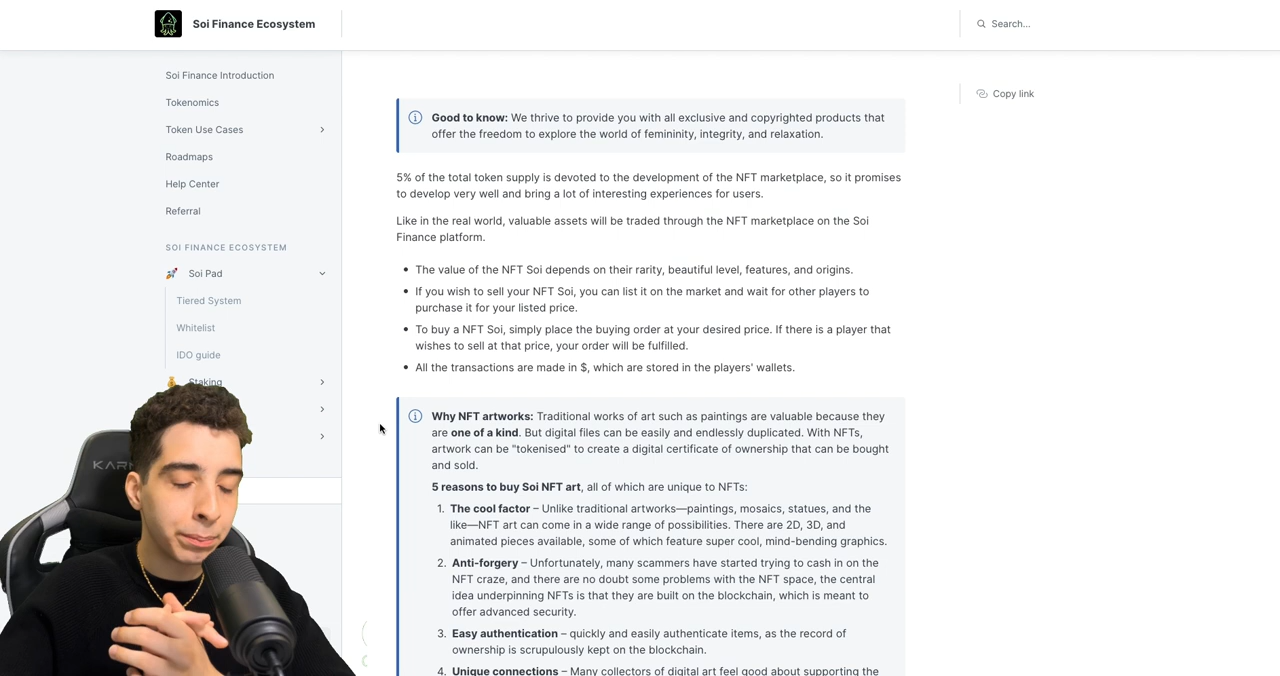 Soi Finance Ecosystem
Search...
Soi Finance Introduction
Tokenomics
Token Use Cases
Roadmaps
Help Center
Referral
SOI FINANCE ECOSYSTEM
Soi Pad
Tiered System
Whitelist
IDO guide
Staking
KAR
Good to know: We thrive to provide you with all exclusive and copyrighted products that
offer the freedom to explore the world of femininity, integrity, and relaxation.
5% of the total token supply is devoted to the development of the NFT marketplace, so it promises
to develop very well and bring a lot of interesting experiences for users.
Like in the real world, valuable assets will be traded through the NFT marketplace on the Soi
Finance platform.
• The value of the NFT Soi depends on their rarity, beautiful level, features, and origins.
• If you wish to sell your NFT Soi, you can list it on the market and wait for other players to
purchase it for your listed price.
• To buy a NFT Soi, simply place the buying order at your desired price. If there is a player that
wishes to sell at that price, your order will be fulfilled.
• All the transactions are made in $, which are stored in the players' wallets.
Why NFT artworks: Traditional works of art such as paintings are valuable because they
are one of a kind. But digital files can be easily and endlessly duplicated. With NFTs,
artwork can be "tokenised" to create a digital certificate of ownership that can be bought
and sold.
5 reasons to buy Soi NFT art, all of which are unique to NFTs:
1. The cool factor – Unlike traditional artworks—paintings, mosaics, statues, and the
like—NFT art can come in a wide range of possibilities. There are 2D, 3D, and
animated pieces available, some of which feature super cool, mind-bending graphics.
2. Anti-forgery – Unfortunately, many scammers have started trying to cash in on the
NFT craze, and there are no doubt some problems with the NFT space, the central
idea underpinning NFTs is that they are built on the blockchain, which is meant to
offer advanced security.
3. Easy authentication – quickly and easily authenticate items, as the record of
ownership is scrupulously kept on the blockchain.
4. Unique connections – Many collectors of digital art feel good about supporting the
Copy link